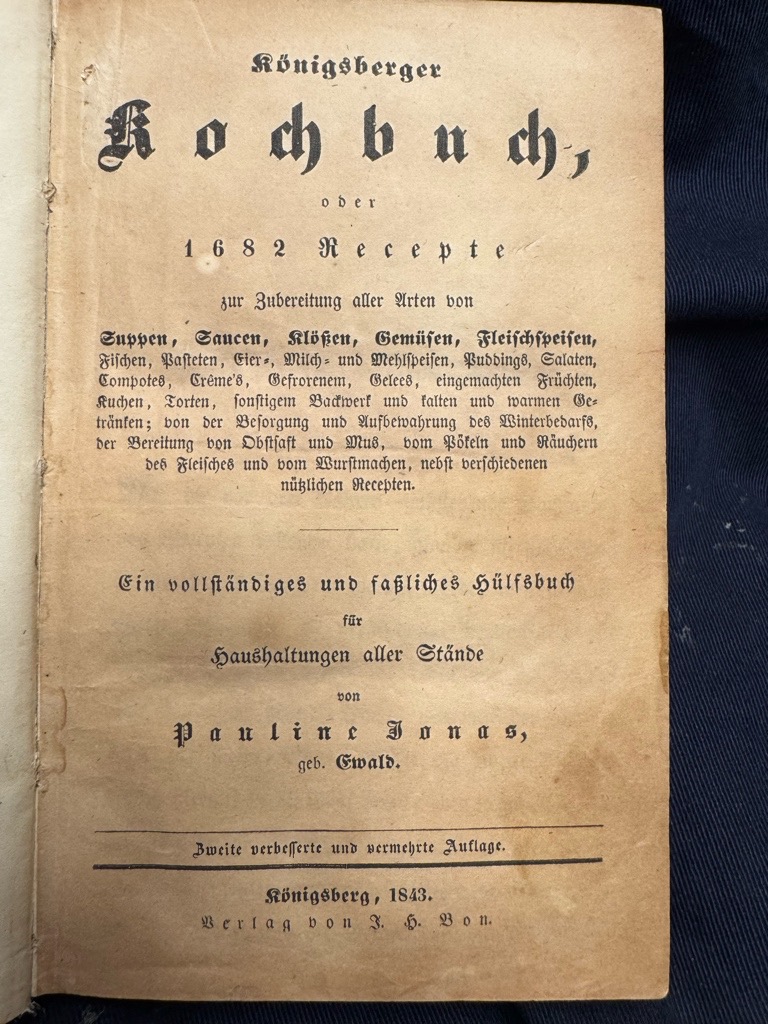 Königsberger
Kochbuch,
oder
1682 Recepte
zur Zubereitung aller Arten von
Suppen, Saucen, Klößen, Gemüsen, Fleischspeisen,
Fischen, Pasteten, Eier-, Milch- und Mehlspeisen, Puddings, Salaten,
Compotes, Crême's, Gefrorenem, Gelees, eingemachten Früchten,
Kuchen, Torten, sonstigem Backwerk und kalten und warmen Ge-
tränken; von der Besorgung und Aufbewahrung des Winterbedarfs,
der Bereitung von Obstsaft und Mus, vom Pökeln und Räuchern
des Fleisches und vom Wurstmachen, nebst verschiedenen
nützlichen Recepten.
Ein vollständiges und faßliches Hülfsbuch
für
Haushaltungen aller Stände
von
Pauline Jonas,
geb. Ewald.
Zweite verbesserte und vermehrte Auflage.
Königsberg, 1843.
Verlag von J. H. Bon.